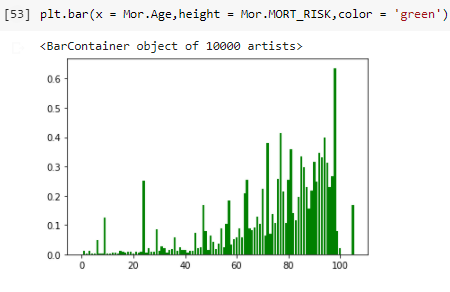 [53] plt.bar(x = Mor.Age,height = Mor.MORT_RISK,color = 'green')
<BarContainer object of 10000 artists>
0.6
0.5
0.4
0.3
0.2
0.1
0.0
0 20 40 60 80 100